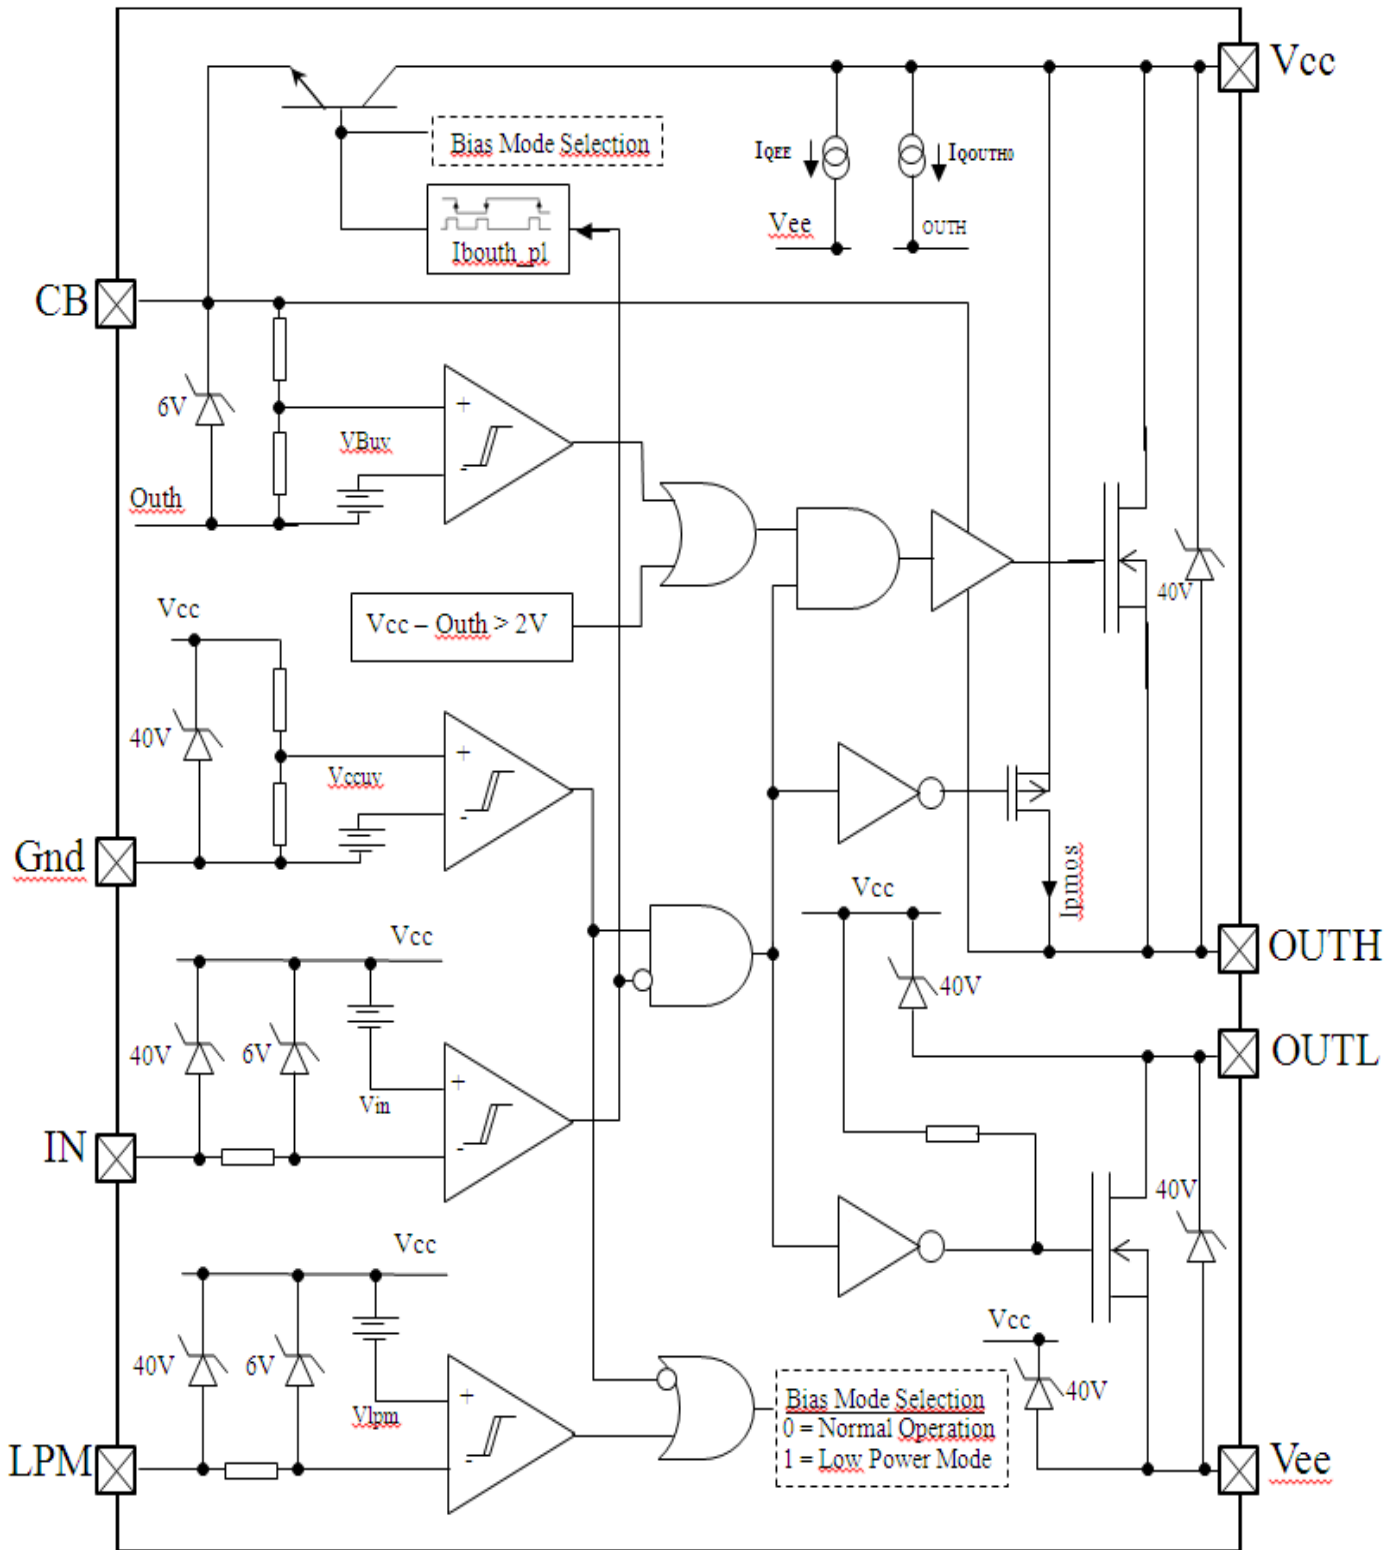 Vcc
Bias Mode Selection
IQEE
IQOUTH0
Vee
OUTH
Ibouth_pl
CB
6V
+
VBuv
-
Outh
Vcc – Outh > 2V
40V
Vcc
40V
+
Vccuv
-
Gnd
Ipmos
Vcc
OUTH
40V
Vcc
40V
6V
+
Vin
-
IN
OUTL
40V
Vcc
40V
6V
+
Vlpm
-
LPM
Bias Mode Selection
0 = Normal Operation
1 = Low Power Mode
Vcc
40V
Vee